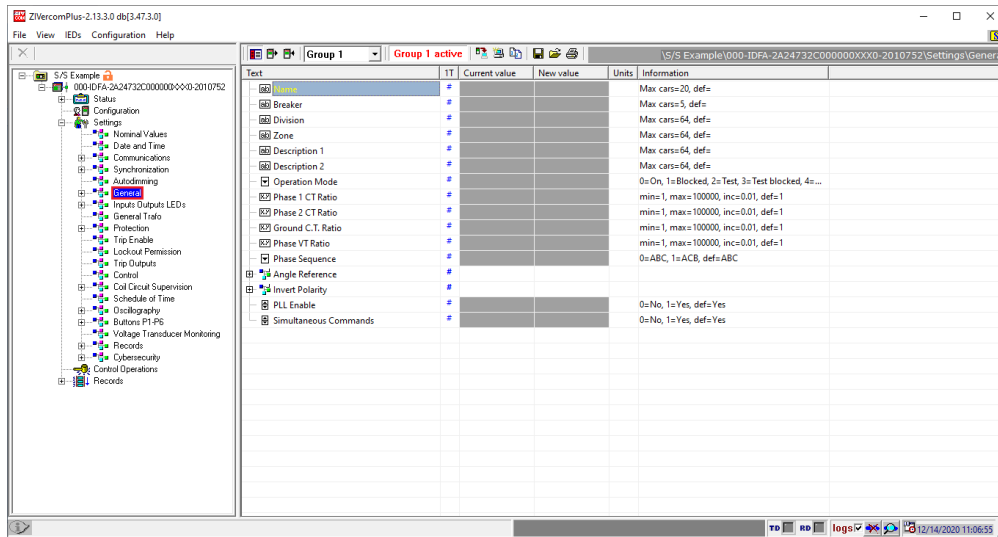 ZIVercomPlus-2.13.3.0 db[3.47.3.0]
File View IEDs Configuration Help
Group 1 Group 1 active \S/S Example\000-IDFA-2A24732C000000XXX0-2010752\Settings\Genera
S/S Example
000-IDFA-2A24732C000000XXX0-2010752
Status
Configuration
Settings
Nominal Values
Date and Time
Communications
Synchronization
Autodimming
General
Inputs Outputs LEDs
General Trafo
Protection
Trip Enable
Lockout Permission
Trip Outputs
Control
Coil Circuit Supervision
Schedule of Time
Oscillography
Buttons P1-P6
Voltage Transducer Monitoring
Records
Cybersecurity
Control Operations
Records
Text 1T Current value New value Units Information
ab Name # Max cars=20, def=
ab Breaker # Max cars=5, def=
ab Division # Max cars=64, def=
ab Zone # Max cars=64, def=
ab Description 1 # Max cars=64, def=
ab Description 2 # Max cars=64, def=
Operation Mode # 0=On, 1=Blocked, 2=Test, 3=Test blocked, 4=...
Phase 1 CT Ratio # min=1, max=100000, inc=0.01, def=1
Phase 2 CT Ratio # min=1, max=100000, inc=0.01, def=1
Ground C.T. Ratio # min=1, max=100000, inc=0.01, def=1
Phase VT Ratio # min=1, max=100000, inc=0.01, def=1
Phase Sequence # 0=ABC, 1=ACB, def=ABC
Angle Reference #
Invert Polarity #
PLL Enable # 0=No, 1=Yes, def=Yes
Simultaneous Commands # 0=No, 1=Yes, def=Yes
TD RD logs 12/14/2020 11:06:55